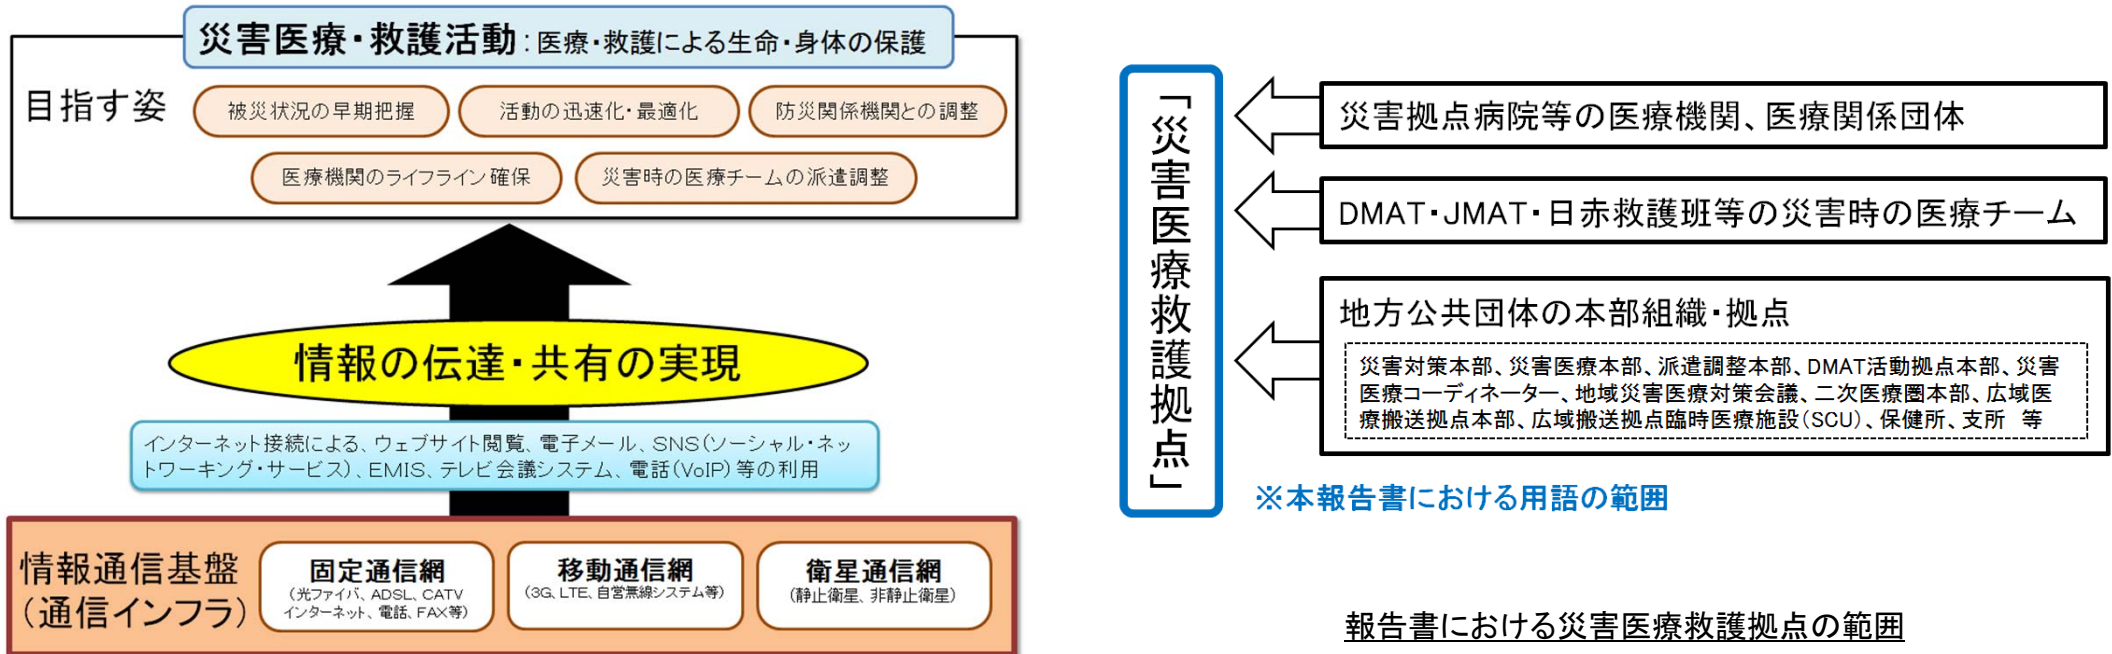 災害医療・救護活動：医療・救護による生命・身体の保護
目指す姿
被災状況の早期把握
活動の迅速化・最適化
防災関係機関との調整
医療機関のライフライン確保
災害時の医療チームの派遣調整
情報の伝達・共有の実現
インターネット接続による、ウェブサイト閲覧、電子メール、SNS(ソーシャル・ネッ
トワーキング・サービス)、EMIS、テレビ会議システム、電話(VoIP)等の利用
情報通信基盤
(通信インフラ)
固定通信網
(光ファイバ、ADSL、CATV
インターネット、電話、FAX等)
移動通信網
(3G、LTE、自営無線システム等)
衛星通信網
(静止衛星、非静止衛星)
「災害医療救護拠点」
災害拠点病院等の医療機関、医療関係団体
DMAT・JMAT・日赤救護班等の災害時の医療チーム
地方公共団体の本部組織・拠点
災害対策本部、災害医療本部、派遣調整本部、DMAT活動拠点本部、災害
医療コーディネーター、地域災害医療対策会議、二次医療圏本部、広域医
療搬送拠点本部、広域搬送拠点臨時医療施設(SCU)、保健所、支所 等
※本報告書における用語の範囲
報告書における災害医療救護拠点の範囲